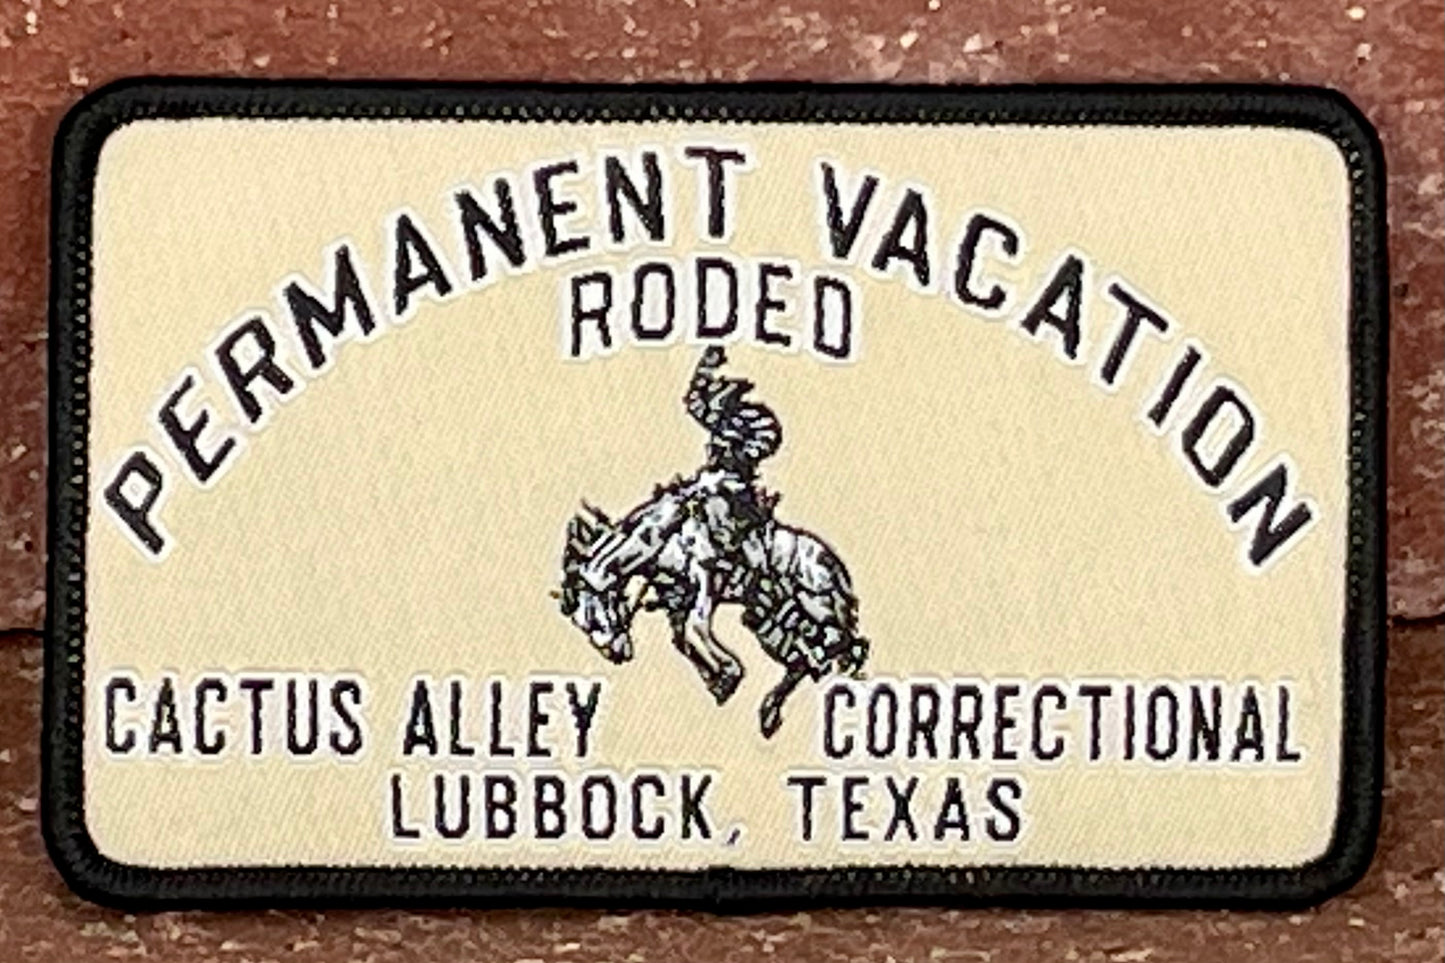 PERMANENT VACATION
RODEO
CACTUS ALLEY CORRECTIONAL
LUBBOCK, TEXAS